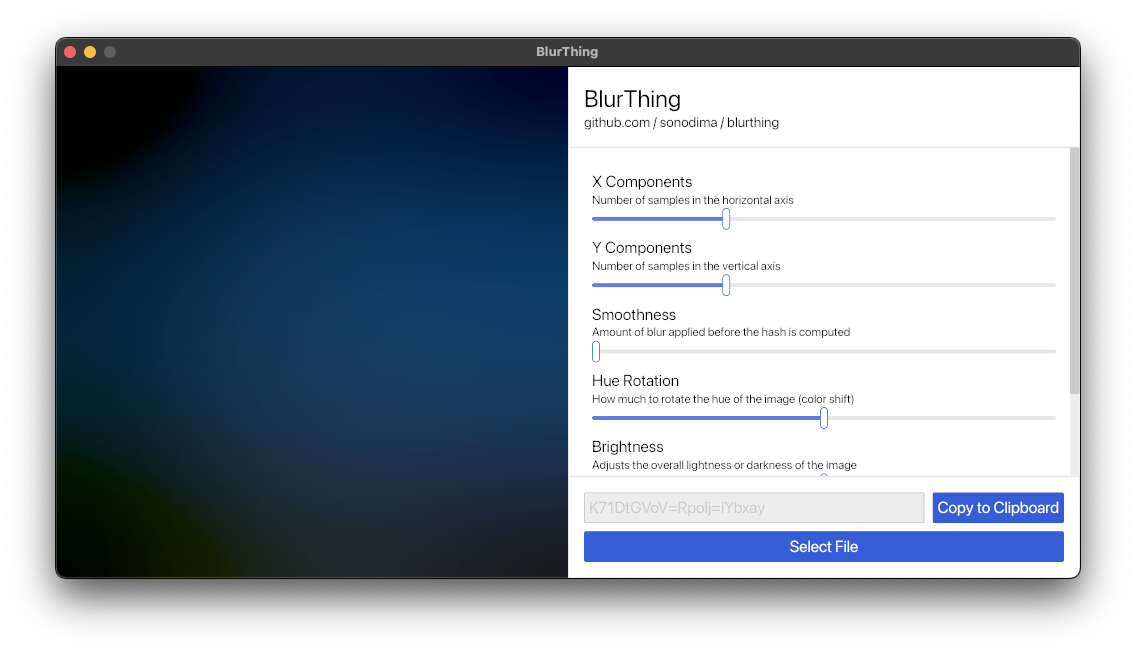 BlurThing
BlurThing
github.com / sonodima / blurthing
X Components
Number of samples in the horizontal axis
Y Components
Number of samples in the vertical axis
Smoothness
Amount of blur applied before the hash is computed
Hue Rotation
How much to rotate the hue of the image (color shift)
Brightness
Adjusts the overall lightness or darkness of the image
K71DtGVoV=Rpolj=iYbxay
Copy to Clipboard
Select File